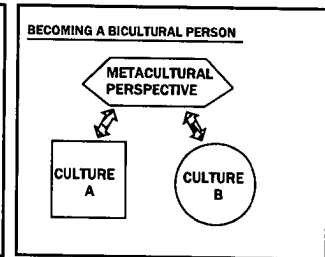 BECOMING A BICULTURAL PERSON
METACULTURAL
PERSPECTIVE
CULTURE
A
CULTURE
B